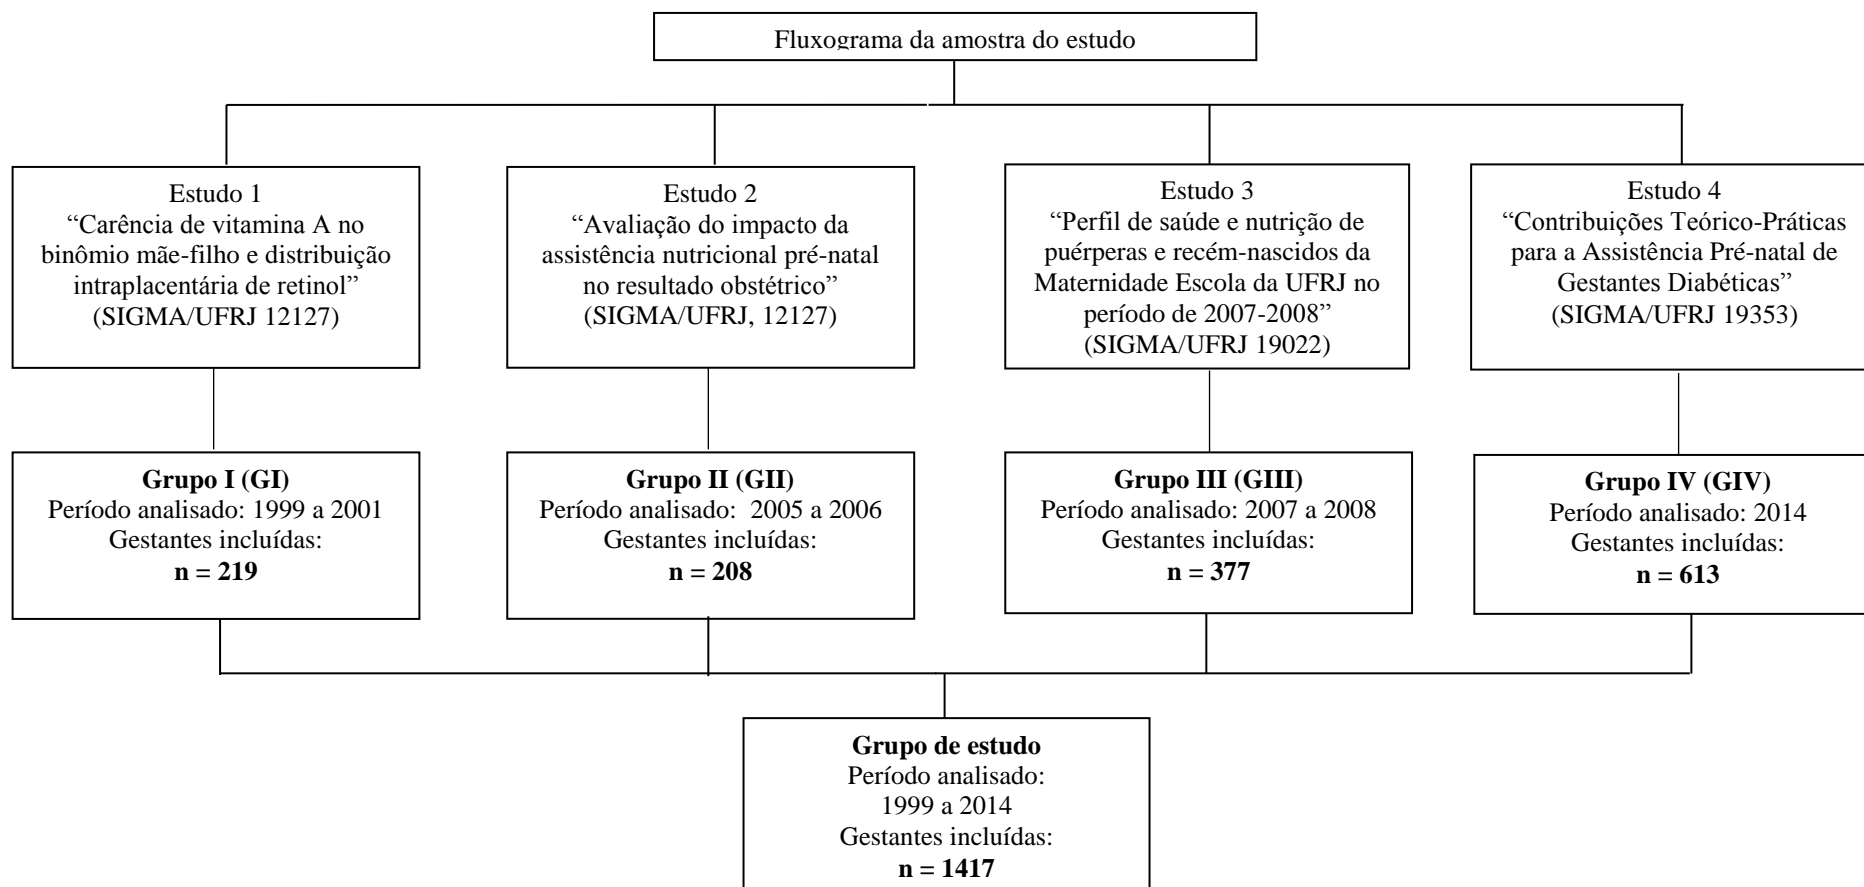 Fluxograma da amostra do estudo
Estudo 1
“Carência de vitamina A no
binômio mãe-filho e distribuição
intraplacentária de retinol”
(SIGMA/UFRJ 12127)
Estudo 2
“Avaliação do impacto da
assistência nutricional pré-natal
no resultado obstétrico”
(SIGMA/UFRJ, 12127)
Estudo 3
“Perfil de saúde e nutrição de
puérperas e recém-nascidos da
Maternidade Escola da UFRJ no
período de 2007-2008”
(SIGMA/UFRJ 19022)
Estudo 4
“Contribuições Teórico-Práticas
para a Assistência Pré-natal de
Gestantes Diabéticas”
(SIGMA/UFRJ 19353)
Grupo I (GI)
Período analisado: 1999 a 2001
Gestantes incluídas:
n = 219
Grupo II (GII)
Período analisado: 2005 a 2006
Gestantes incluídas:
n = 208
Grupo III (GIII)
Período analisado: 2007 a 2008
Gestantes incluídas:
n = 377
Grupo IV (GIV)
Período analisado: 2014
Gestantes incluídas:
n = 613
Grupo de estudo
Período analisado:
1999 a 2014
Gestantes incluídas:
n = 1417